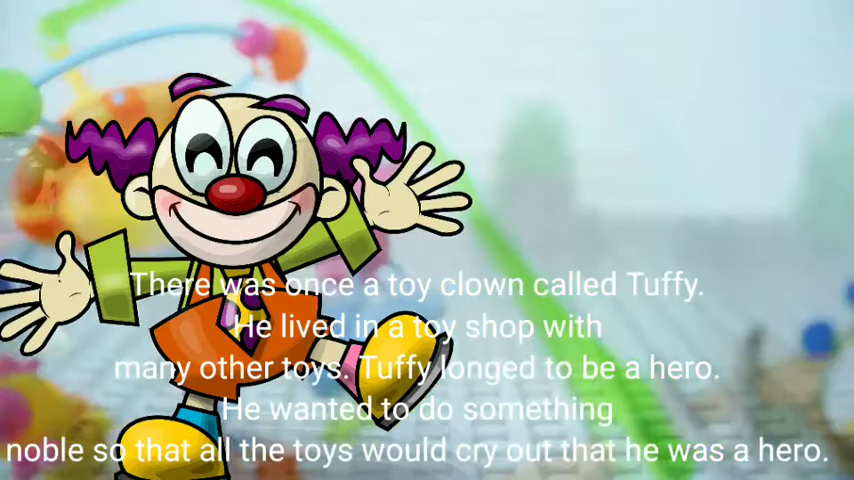 There was once a toy clown called Tuffy.
He lived in a toy shop with
many other toys. Tuffy longed to be a hero.
He wanted to do something
noble so that all the toys would cry out that he was a hero.